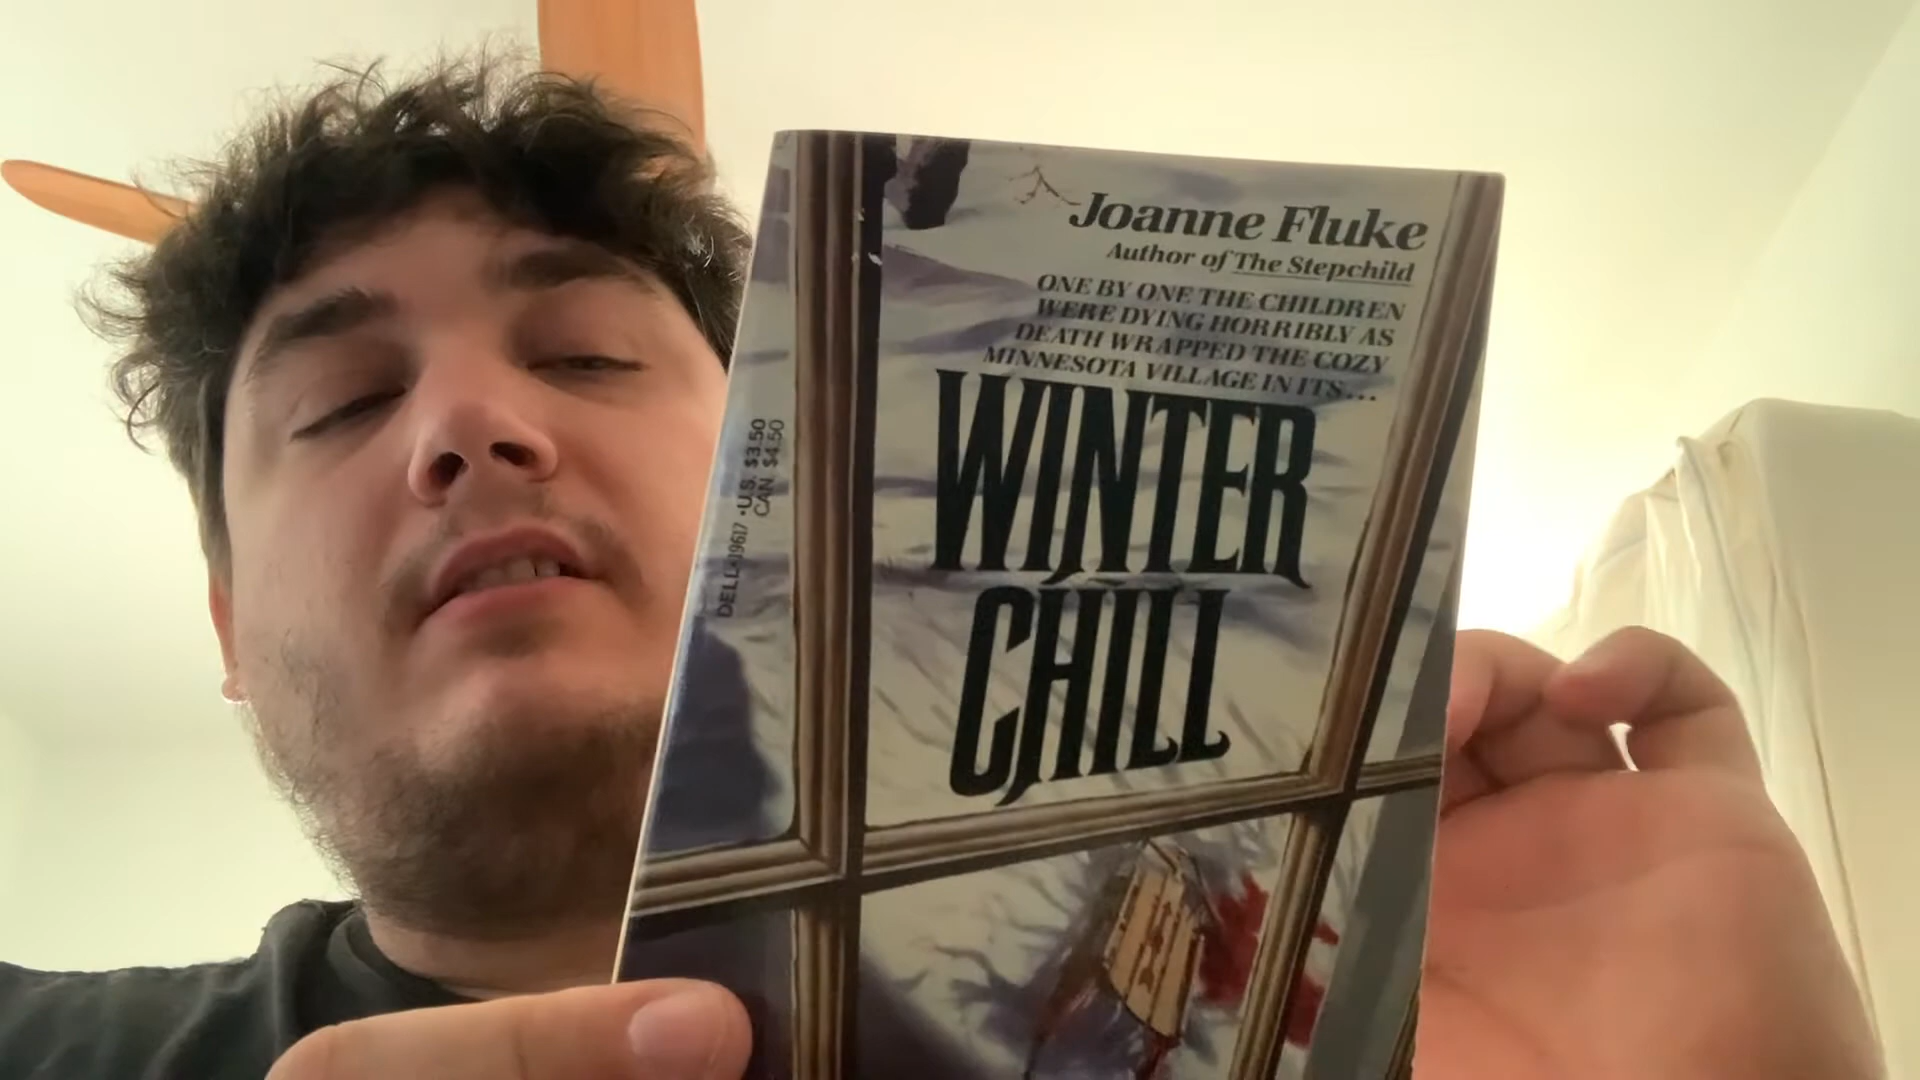 Joanne Fluke
Author of The Stepchild
ONE BY ONE THE CHILDREN
WERE DYING HORRIBLY AS
DEATH WRAPPED THE COZY
MINNESOTA VILLAGE IN ITS...
WINTER
CHILL
DELL • 19617 • U.S. $3.50
CAN $4.50